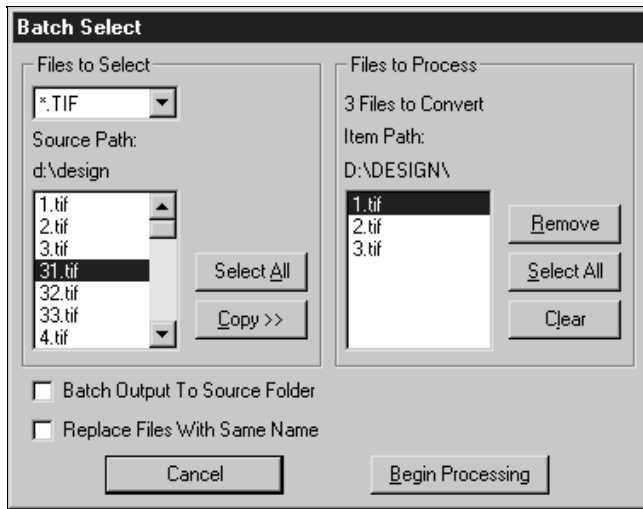 Batch Select
Files to Select
*.TIF
Source Path:
d:\design
1.tif
2.tif
3.tif
31.tif
32.tif
33.tif
4.tif
Select All
Copy >>
Files to Process
3 Files to Convert
Item Path:
D:\DESIGN\
1.tif
2.tif
3.tif
Remove
Select All
Clear
Batch Output To Source Folder
Replace Files With Same Name
Cancel
Begin Processing